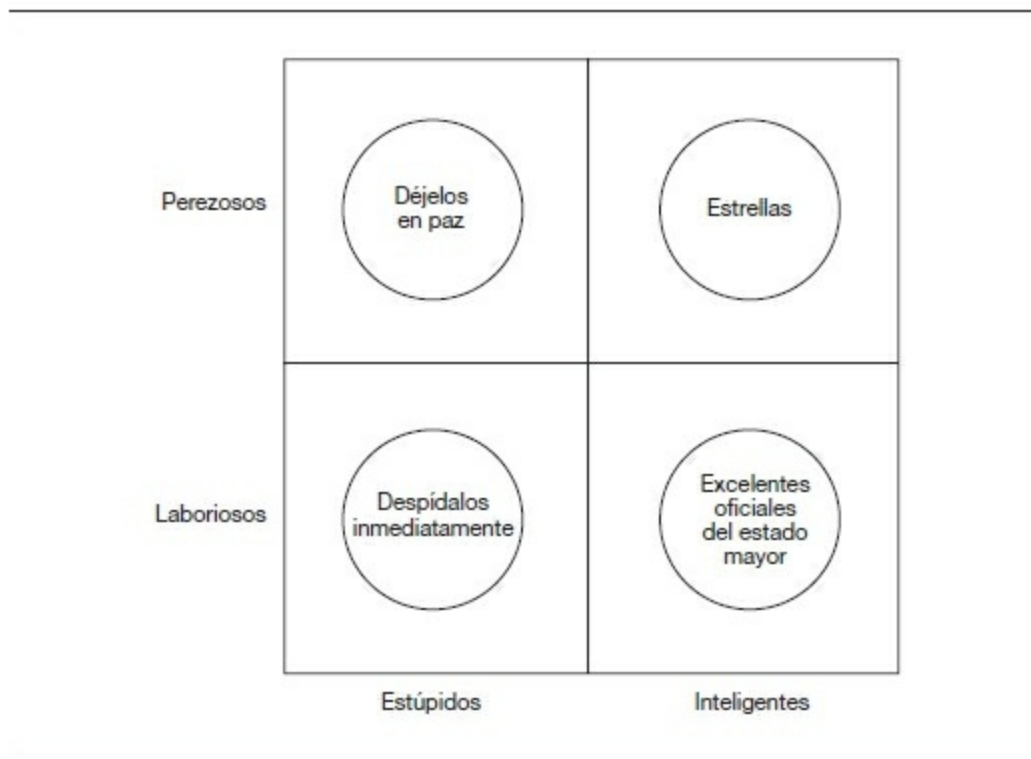 Perezosos
Déjelos
en paz
Estrellas
Laboriosos
Despídalos
inmediatamente
Excelentes
oficiales
del estado
mayor
Estúpidos
Inteligentes